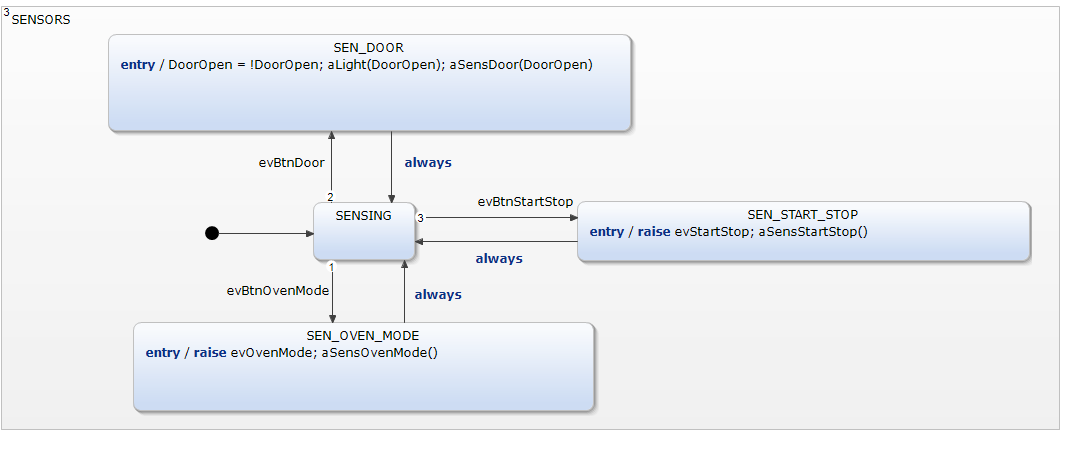 3
SENSORS
SEN_DOOR
entry / DoorOpen = !DoorOpen; aLight(DoorOpen); aSensDoor(DoorOpen)
evBtnDoor
always
2
SENSING
3
evBtnStartStop
SEN_START_STOP
entry / raise evStartStop; aSensStartStop()
always
1
evBtnOvenMode
always
SEN_OVEN_MODE
entry / raise evOvenMode; aSensOvenMode()